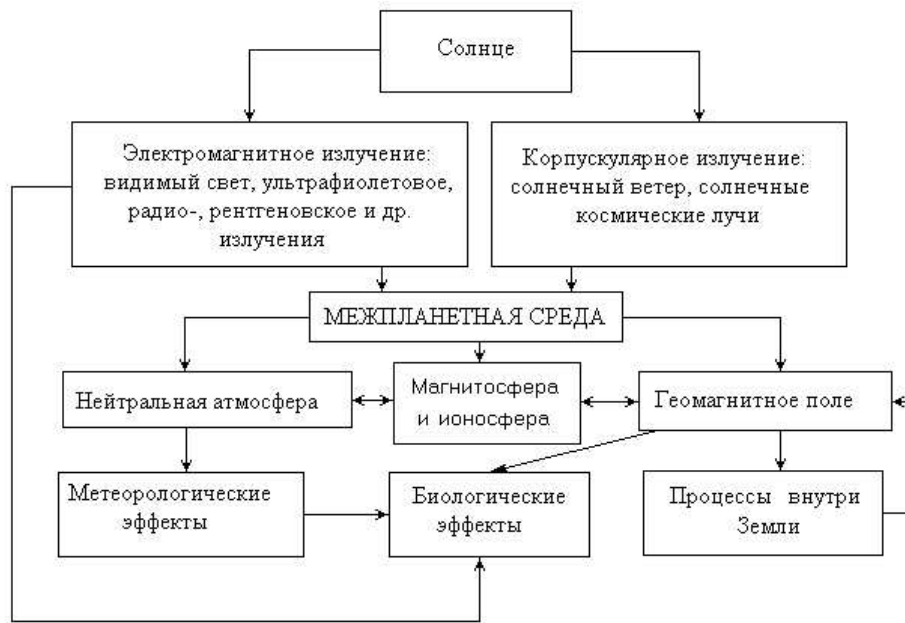 Солнце
Электромагнитное излучение:
видимый свет, ультрафиолетовое,
радио-, рентгеновское и др.
излучения
Корпускулярное излучение:
солнечный ветер, солнечные
космические лучи
МЕЖПЛАНЕТНАЯ СРЕДА
Нейтральная атмосфера
Магнитосфера
и ионосфера
Геомагнитное поле
Метеорологические
эффекты
Биологические
эффекты
Процессы внутри
Земли